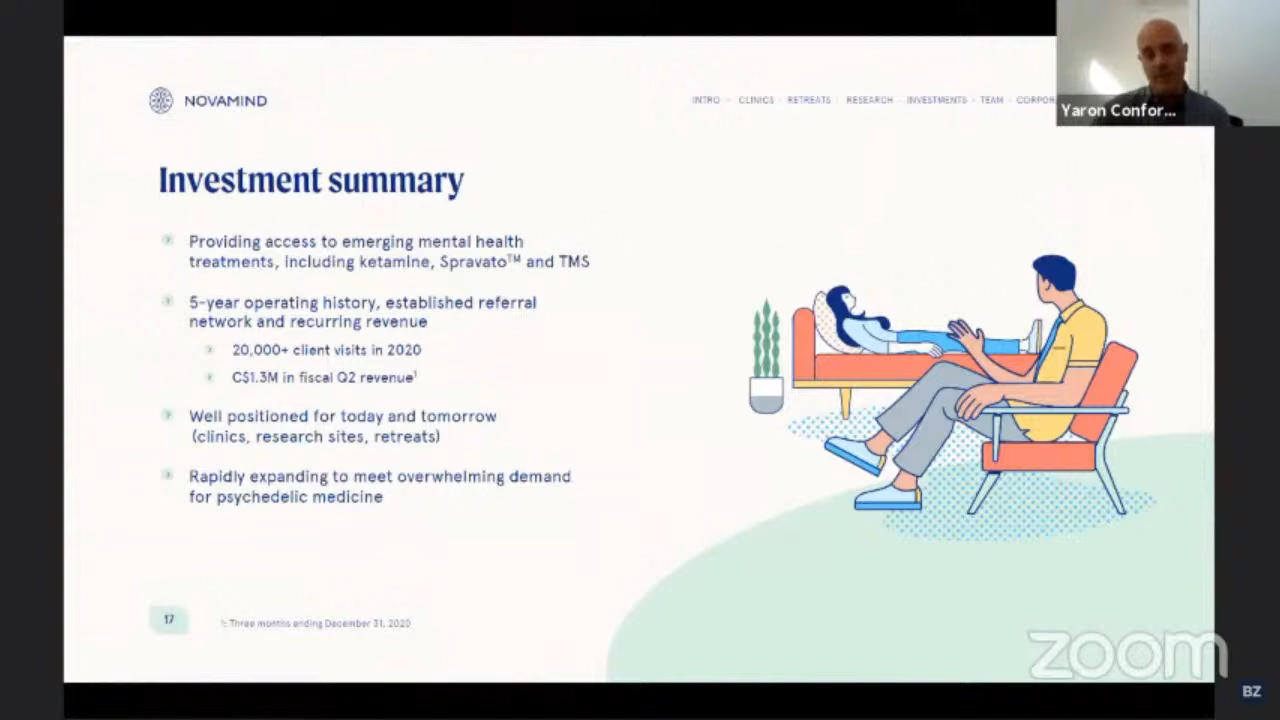 NOVAMIND
INTRO · CLINICS · RETREATS · RESEARCH · INVESTMENTS · TEAM · CORPOR
Yaron Confor...
Investment summary
Providing access to emerging mental health
treatments, including ketamine, Spravato™ and TMS
5-year operating history, established referral
network and recurring revenue
20,000+ client visits in 2020
C$1.3M in fiscal Q2 revenue¹
Well positioned for today and tomorrow
(clinics, research sites, retreats)
Rapidly expanding to meet overwhelming demand
for psychedelic medicine
17
1: Three months ending December 31, 2020
zoom
BZ